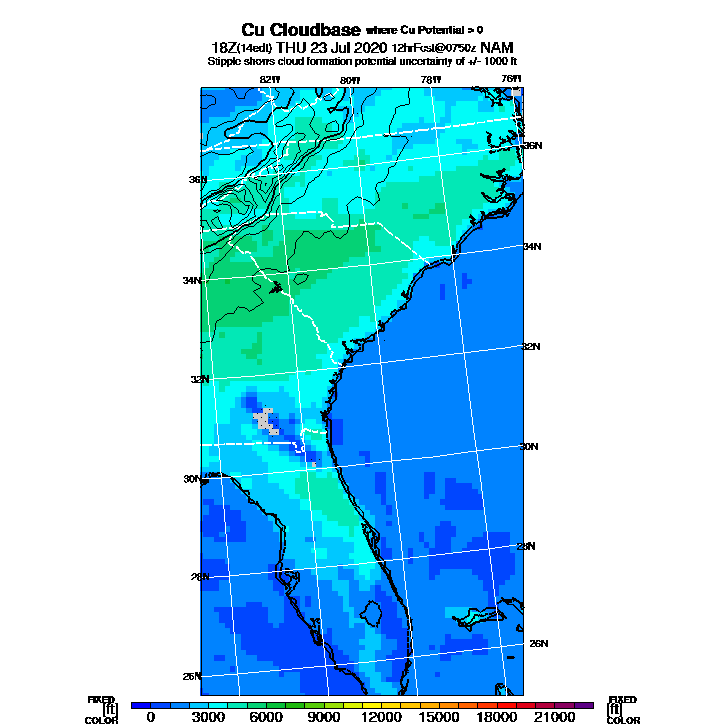 Cu Cloudbase where Cu Potential > 0
18Z(14edt) THU 23 Jul 2020 12hrFcst@0750z NAM
Stipple shows cloud formation potential uncertainty of +/- 1000 ft
82W 80W 78W 76W
36N 36N
34N 34N
32N 32N
30N 30N
28N 28N
26N 26N
FIXED FIXED
[ft] [ft]
COLOR COLOR
0 3000 6000 9000 12000 15000 18000 21000